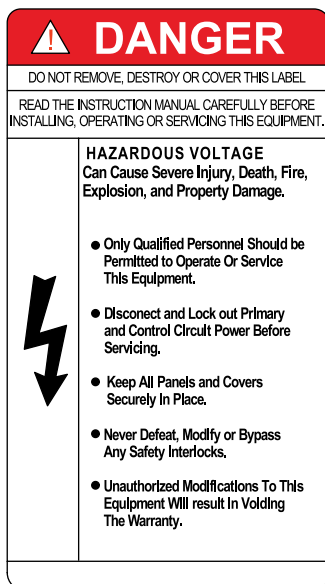 DANGER
DO NOT REMOVE, DESTROY OR COVER THIS LABEL
READ THE INSTRUCTION MANUAL CAREFULLY BEFORE
INSTALLING, OPERATING OR SERVICING THIS EQUIPMENT.
HAZARDOUS VOLTAGE
Can Cause Severe Injury, Death, Fire,
Explosion, and Property Damage.
● Only Qualified Personnel Should be
Permitted to Operate Or Service
This Equipment.
● Disconect and Lock out Primary
and Control Circuit Power Before
Servicing.
● Keep All Panels and Covers
Securely In Place.
● Never Defeat, Modify or Bypass
Any Safety Interlocks.
● Unauthorized Modifications To This
Equipment Will result In Voiding
The Warranty.